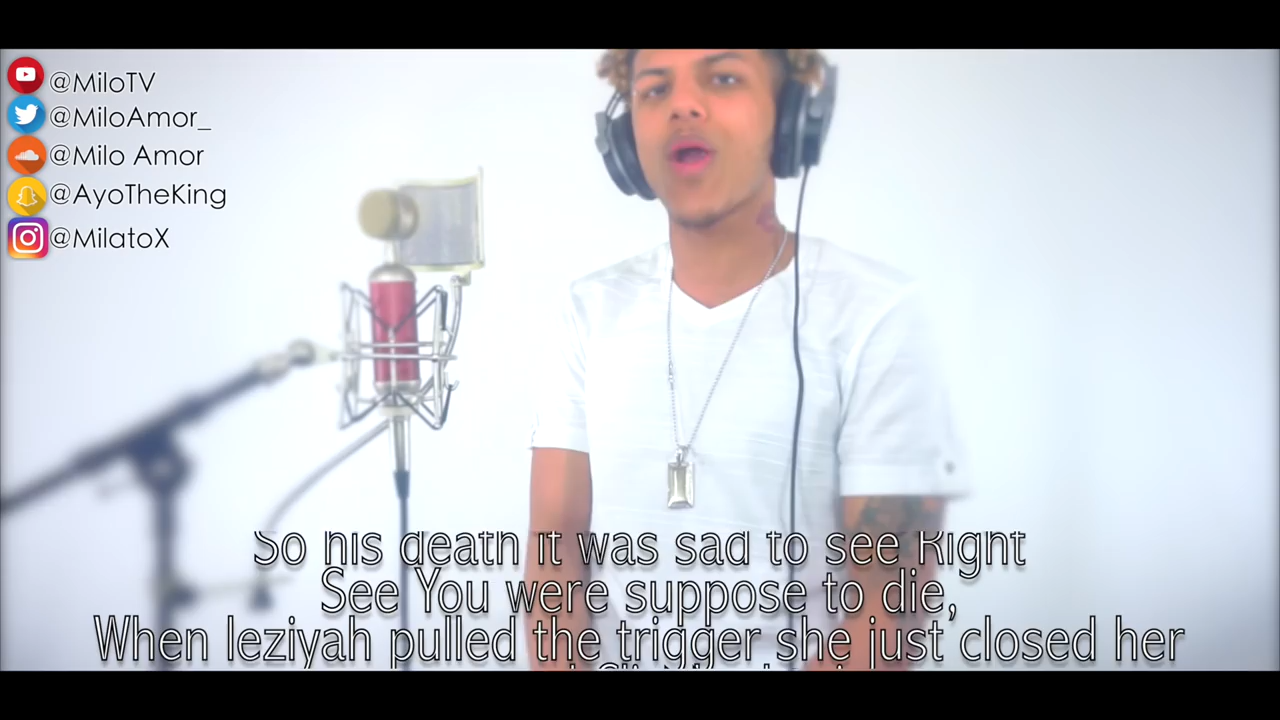 @MiloTV
@MiloAmor_
@Milo Amor
@AyoTheKing
@MilatoX
So his death it was sad to see Right
See You were suppose to die,
When leziyah pulled the trigger she just closed her